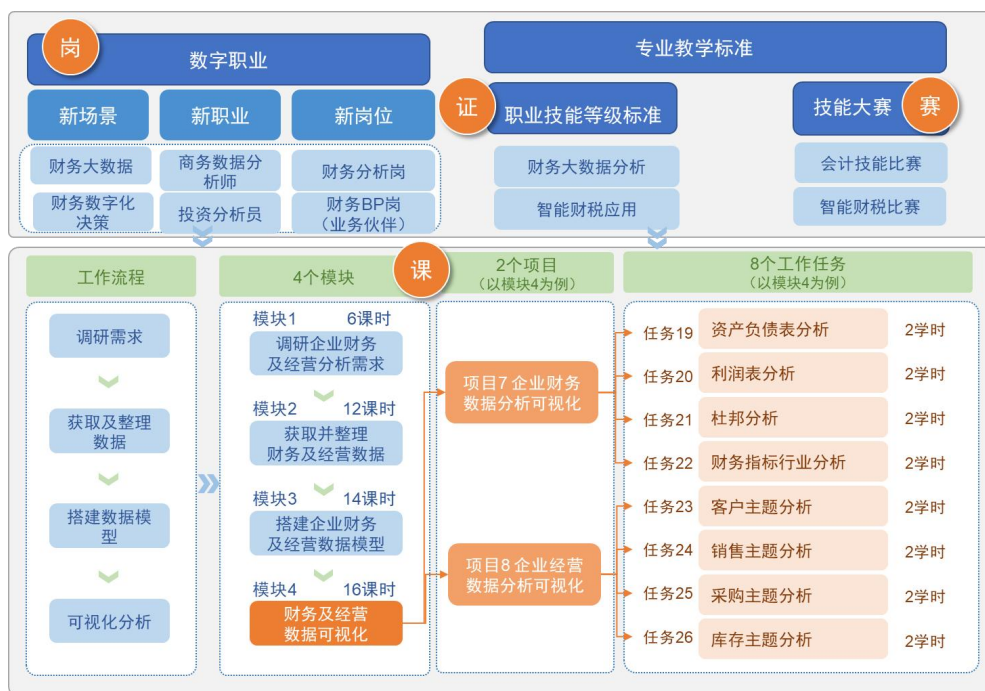 岗
数字职业
专业教学标准
新场景
新职业
新岗位
证
职业技能等级标准
技能大赛
赛
财务大数据
商务数据分
析师
财务分析岗
财务大数据分析
会计技能比赛
财务数字化
决策
投资分析员
财务BP岗
（业务伙伴）
智能财税应用
智能财税比赛
工作流程
4个模块
课
2个项目
（以模块4为例）
8个工作任务
（以模块4为例）
调研需求
获取及整理
数据
搭建数据模
型
可视化分析
模块1 6课时
调研企业财务
及经营分析需求
模块2 12课时
获取并整理
财务及经营数据
模块3 14课时
搭建企业财务
及经营数据模型
模块4 16课时
财务及经营
数据可视化
项目7 企业财务
数据分析可视化
项目8 企业经营
数据分析可视化
任务19 资产负债表分析 2学时
任务20 利润表分析 2学时
任务21 杜邦分析 2学时
任务22 财务指标行业分析 2学时
任务23 客户主题分析 2学时
任务24 销售主题分析 2学时
任务25 采购主题分析 2学时
任务26 库存主题分析 2学时